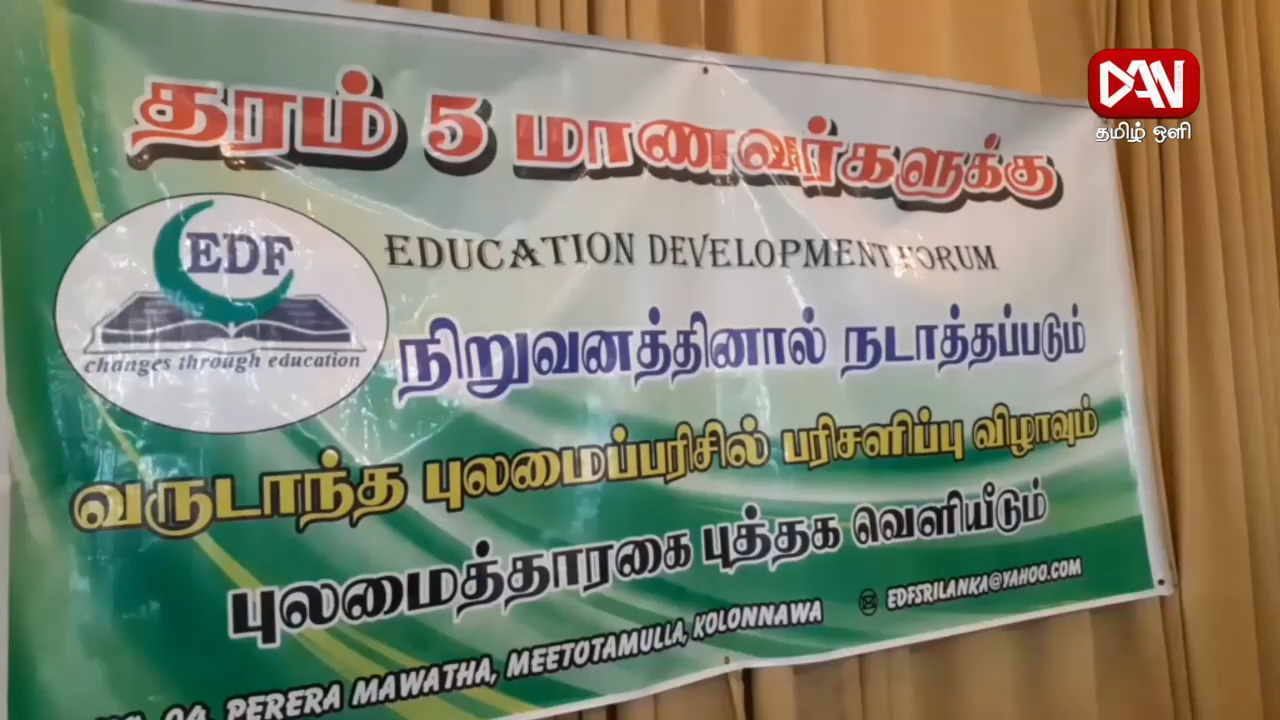 தரம் 5 மாணவர்களுக்கு
EDF
changes through education
EDUCATION DEVELOPMENT FORUM
நிறுவனத்தினால் நடாத்தப்படும்
வருடாந்த புலமைப்பரிசில் பரிசளிப்பு விழாவும்
புலமைத்தாரகை புத்தக வெளியீடும்
04, PERERA MAWATHA, MEETOTAMULLA, KOLONNAWA
EDFSRILANKA@YAHOO.COM
DAN
தமிழ் ஒளி